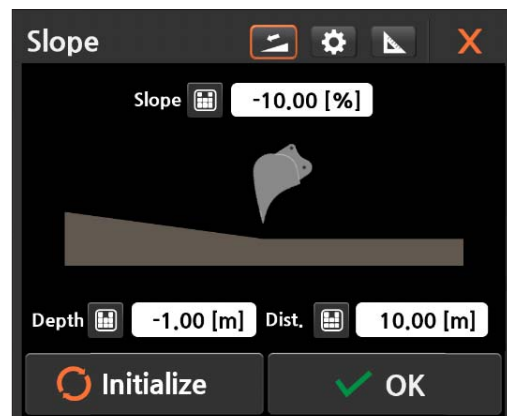 Slope X
Slope -10.00 [%]
Depth -1.00 [m] Dist. 10.00 [m]
Initialize OK